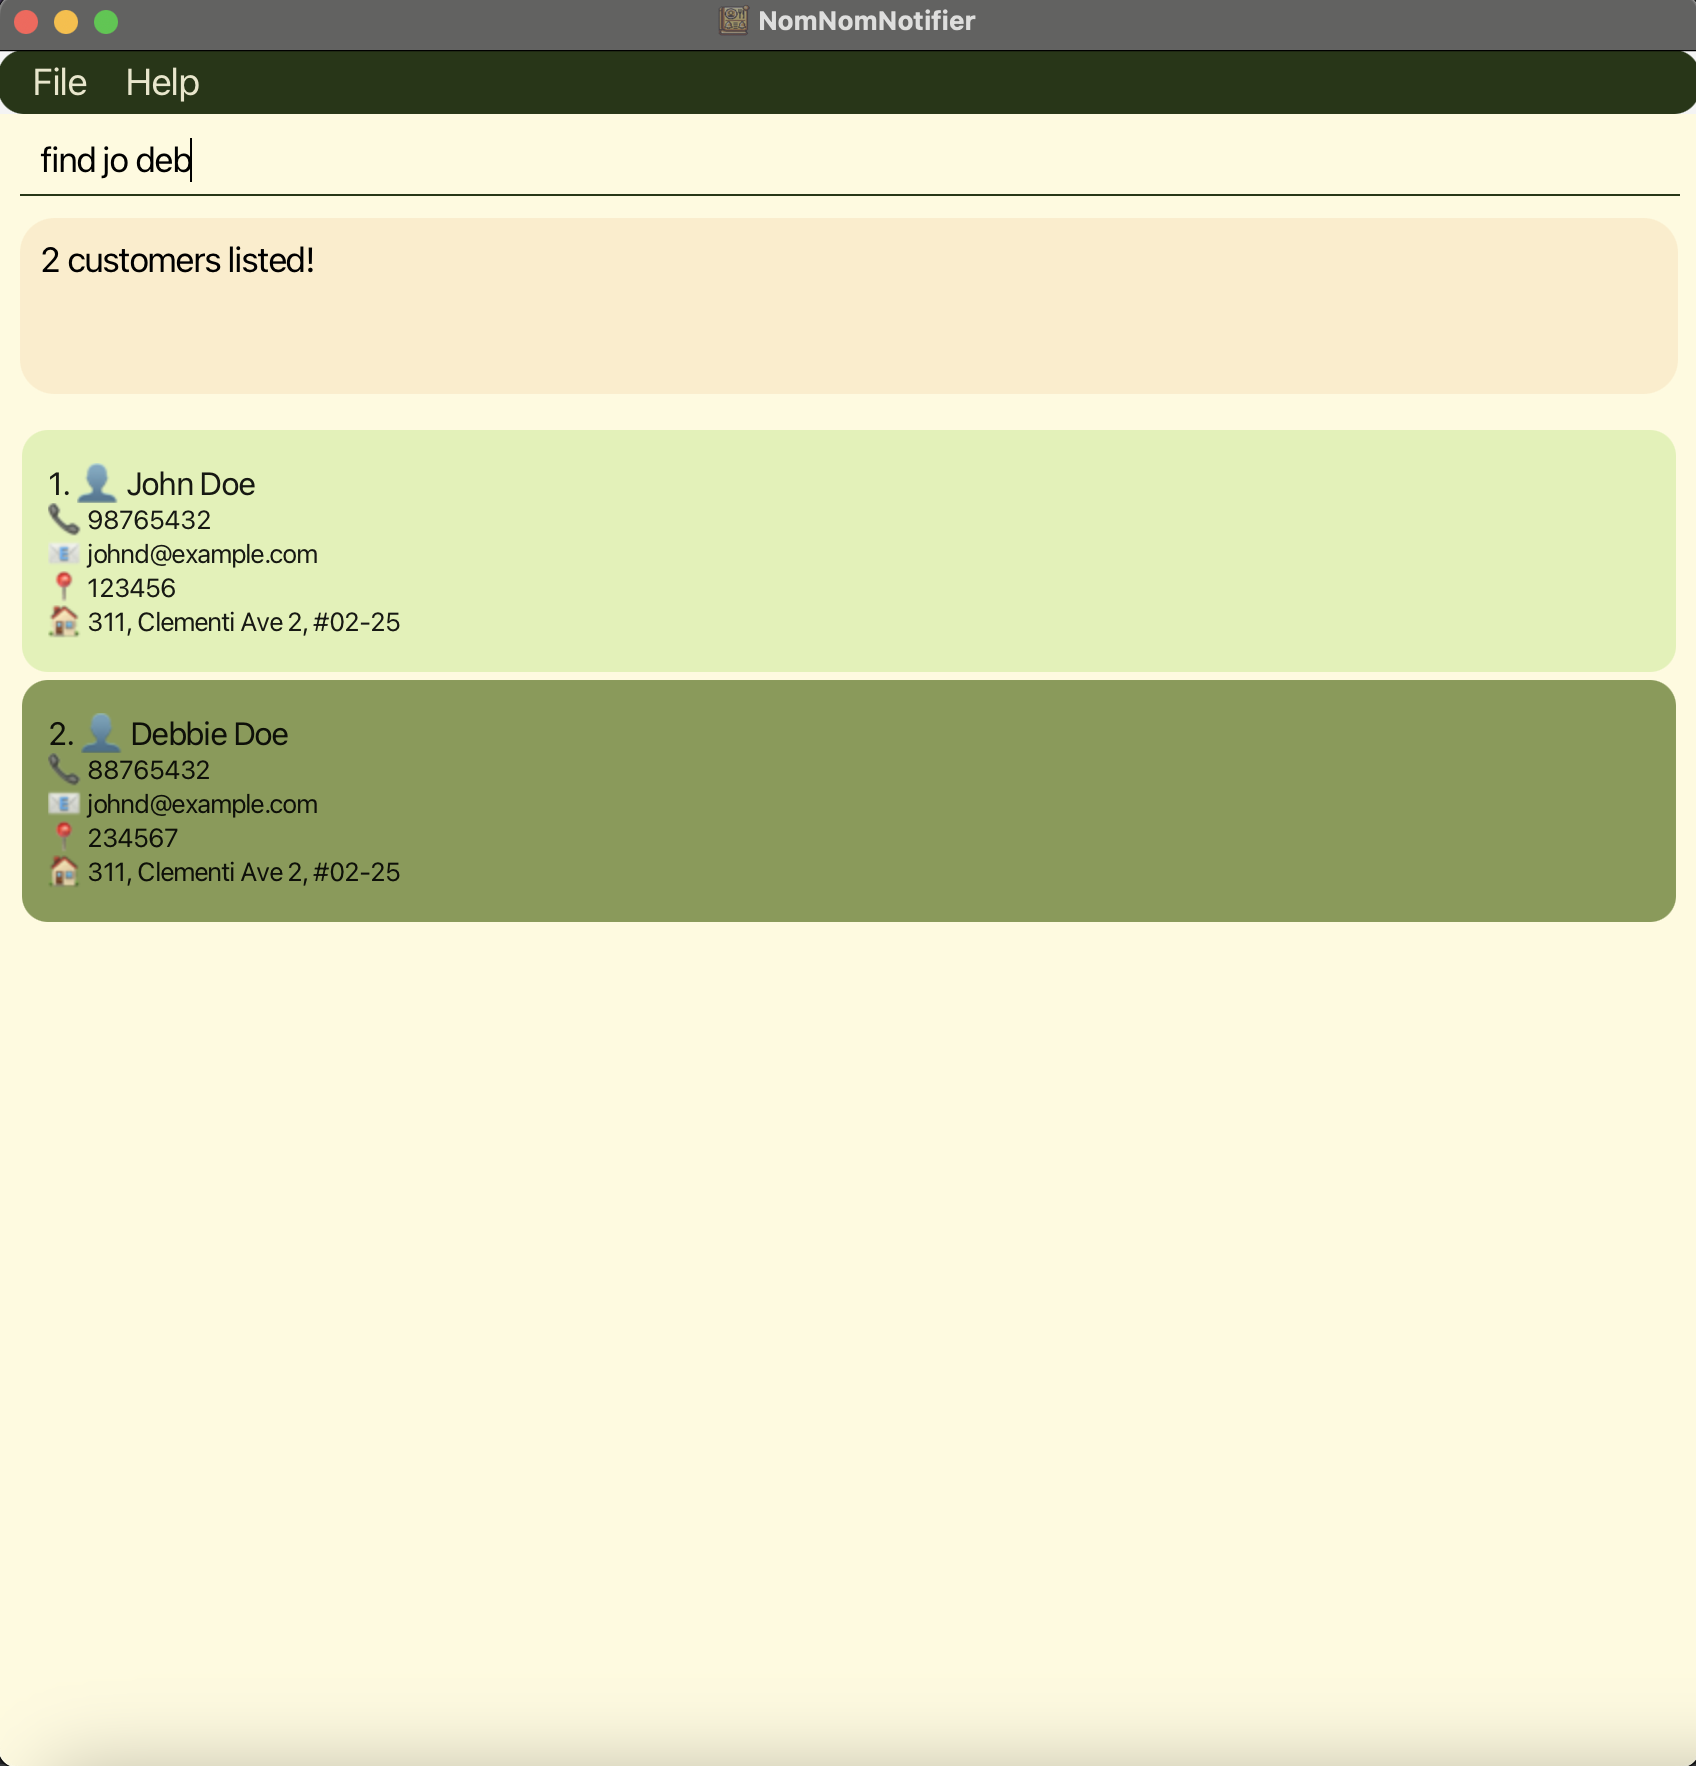 NomNomNotifier
File Help
find jo deb
2 customers listed!
1. John Doe
98765432
johnd@example.com
123456
311, Clementi Ave 2, #02-25
2. Debbie Doe
88765432
johnd@example.com
234567
311, Clementi Ave 2, #02-25